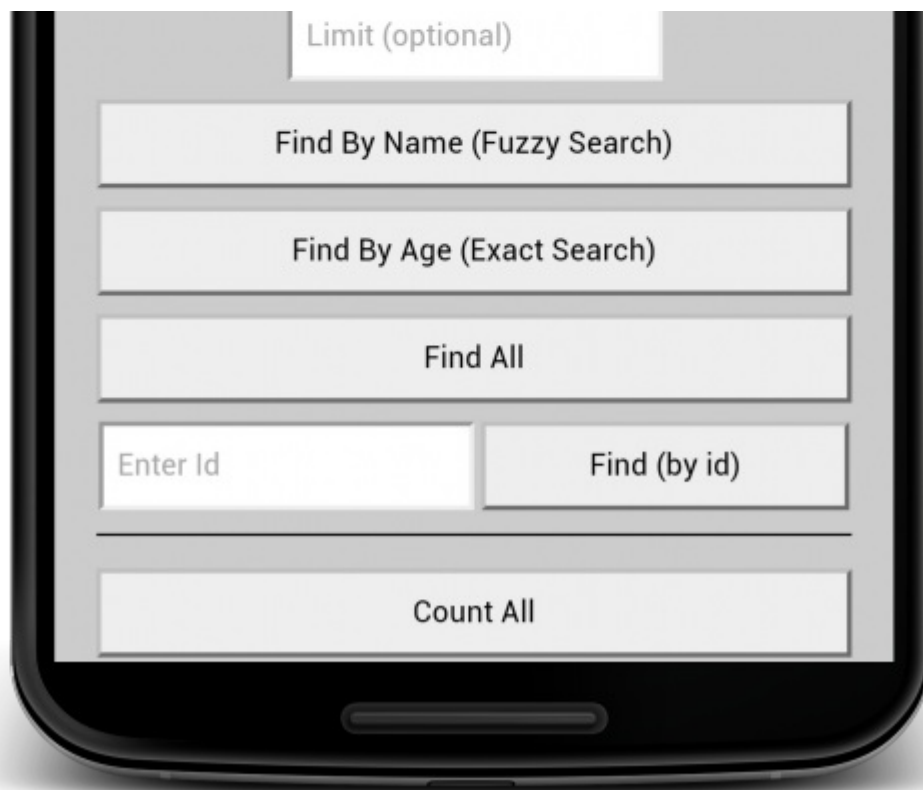 Limit (optional)
Find By Name (Fuzzy Search)
Find By Age (Exact Search)
Find All
Enter Id
Find (by id)
Count All